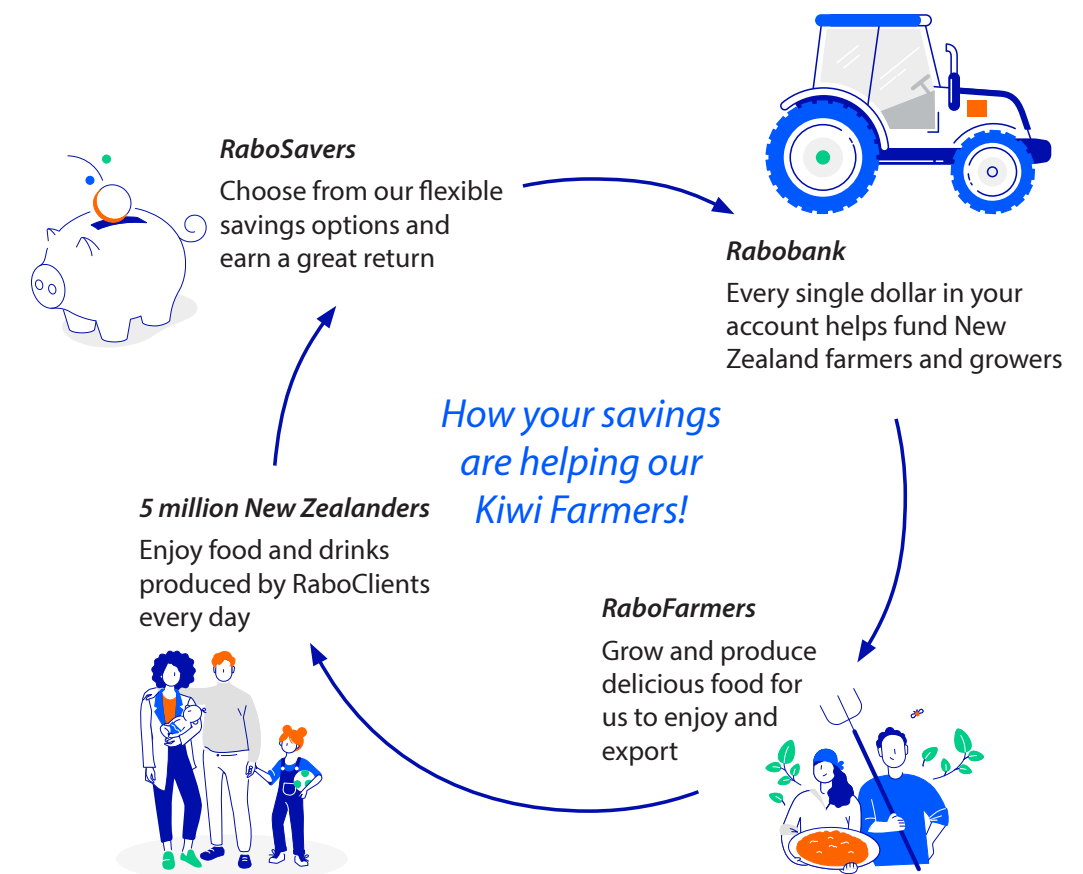 RaboSavers
Choose from our flexible
savings options and
earn a great return
Rabobank
Every single dollar in your
account helps fund New
Zealand farmers and growers
How your savings
are helping our
Kiwi Farmers!
5 million New Zealanders
Enjoy food and drinks
produced by RaboClients
every day
RaboFarmers
Grow and produce
delicious food for
us to enjoy and
export